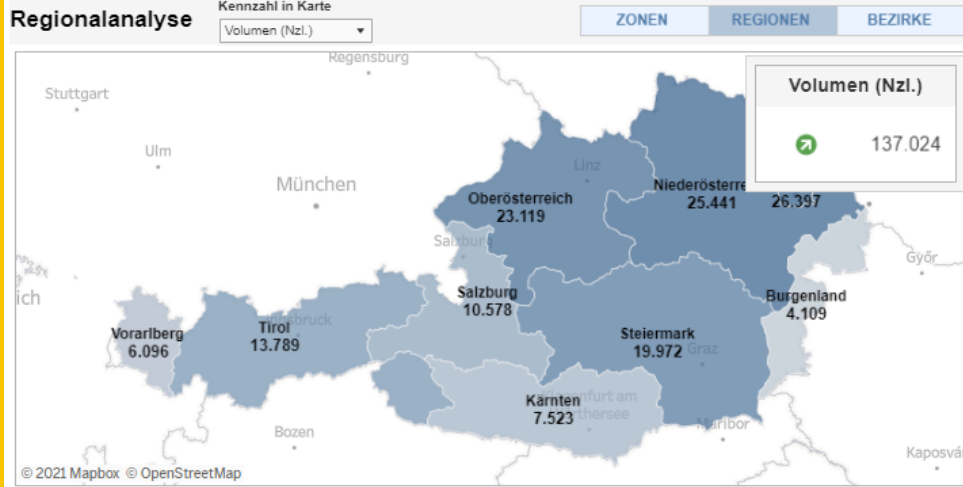 Regionalanalyse
Kennzahl in Karte
Volumen (Nzl.)
ZONEN
REGIONEN
BEZIRKE
Regensburg
Stuttgart
Volumen (Nzl.)
137.024
Ulm
München
Linz
Oberösterreich
23.119
Niederösterre
25.441
26.397
Salzburg
Győr
ich
Salzburg
10.578
Burgenland
4.109
Vorarlberg
6.096
Tirol
13.789
Steiermark
19.972
Graz
Kärnten
7.523
Bozen
Maribor
Kaposvá
© 2021 Mapbox © OpenStreetMap